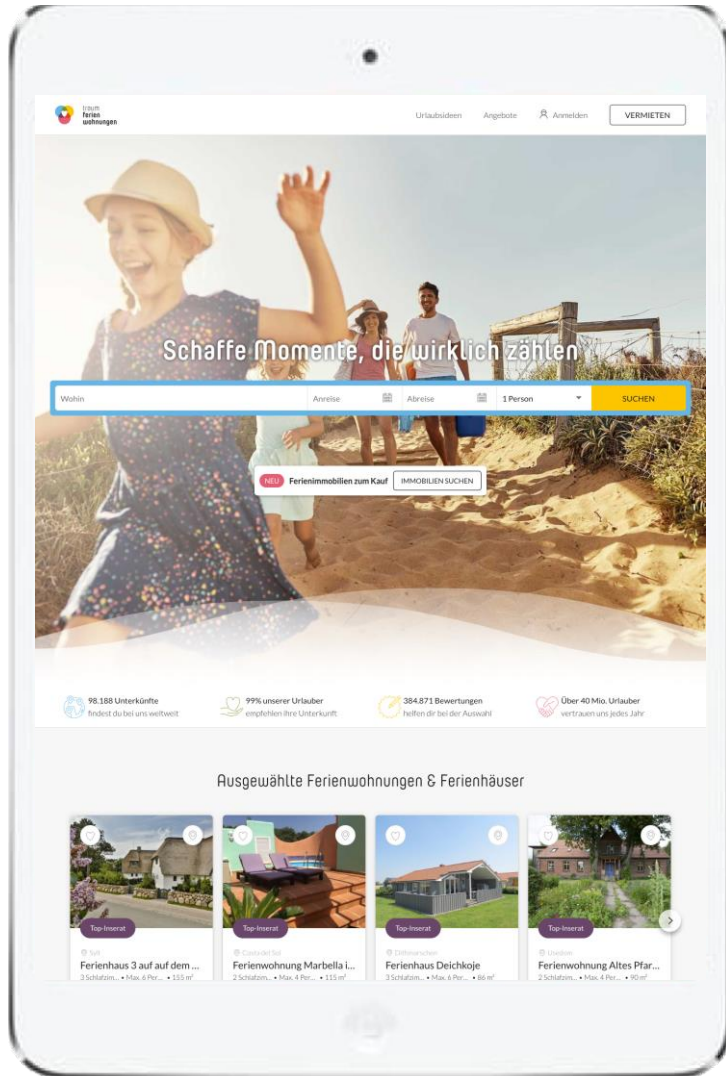 traum
ferien
wohnungen
Urlaubsideen
Angebote
Anmelden
VERMIETEN
Schaffe Momente, die wirklich zählen
Wohin
Anreise
Abreise
1 Person
SUCHEN
NEU
Ferienimmobilien zum Kauf
IMMOBILIEN SUCHEN
98.188 Unterkünfte
findest du bei uns weltweit
99% unserer Urlauber
empfehlen ihre Unterkunft
384.871 Bewertungen
helfen dir bei der Auswahl
Über 40 Mio. Urlauber
vertrauen uns jedes Jahr
Ausgewählte Ferienwohnungen & Ferienhäuser
Top-Inserat
Sylt
Ferienhaus 3 auf auf dem ...
3 Schlafzim... • Max. 6 Per... • 155 m²
Top-Inserat
Costa del Sol
Ferienwohnung Marbella i...
2 Schlafzim... • Max. 4 Per... • 115 m²
Top-Inserat
Dithmarschen
Ferienhaus Deichkoje
3 Schlafzim... • Max. 6 Per... • 86 m²
Top-Inserat
Usedom
Ferienwohnung Altes Pfar...
2 Schlafzim... • Max. 4 Per... • 90 m²